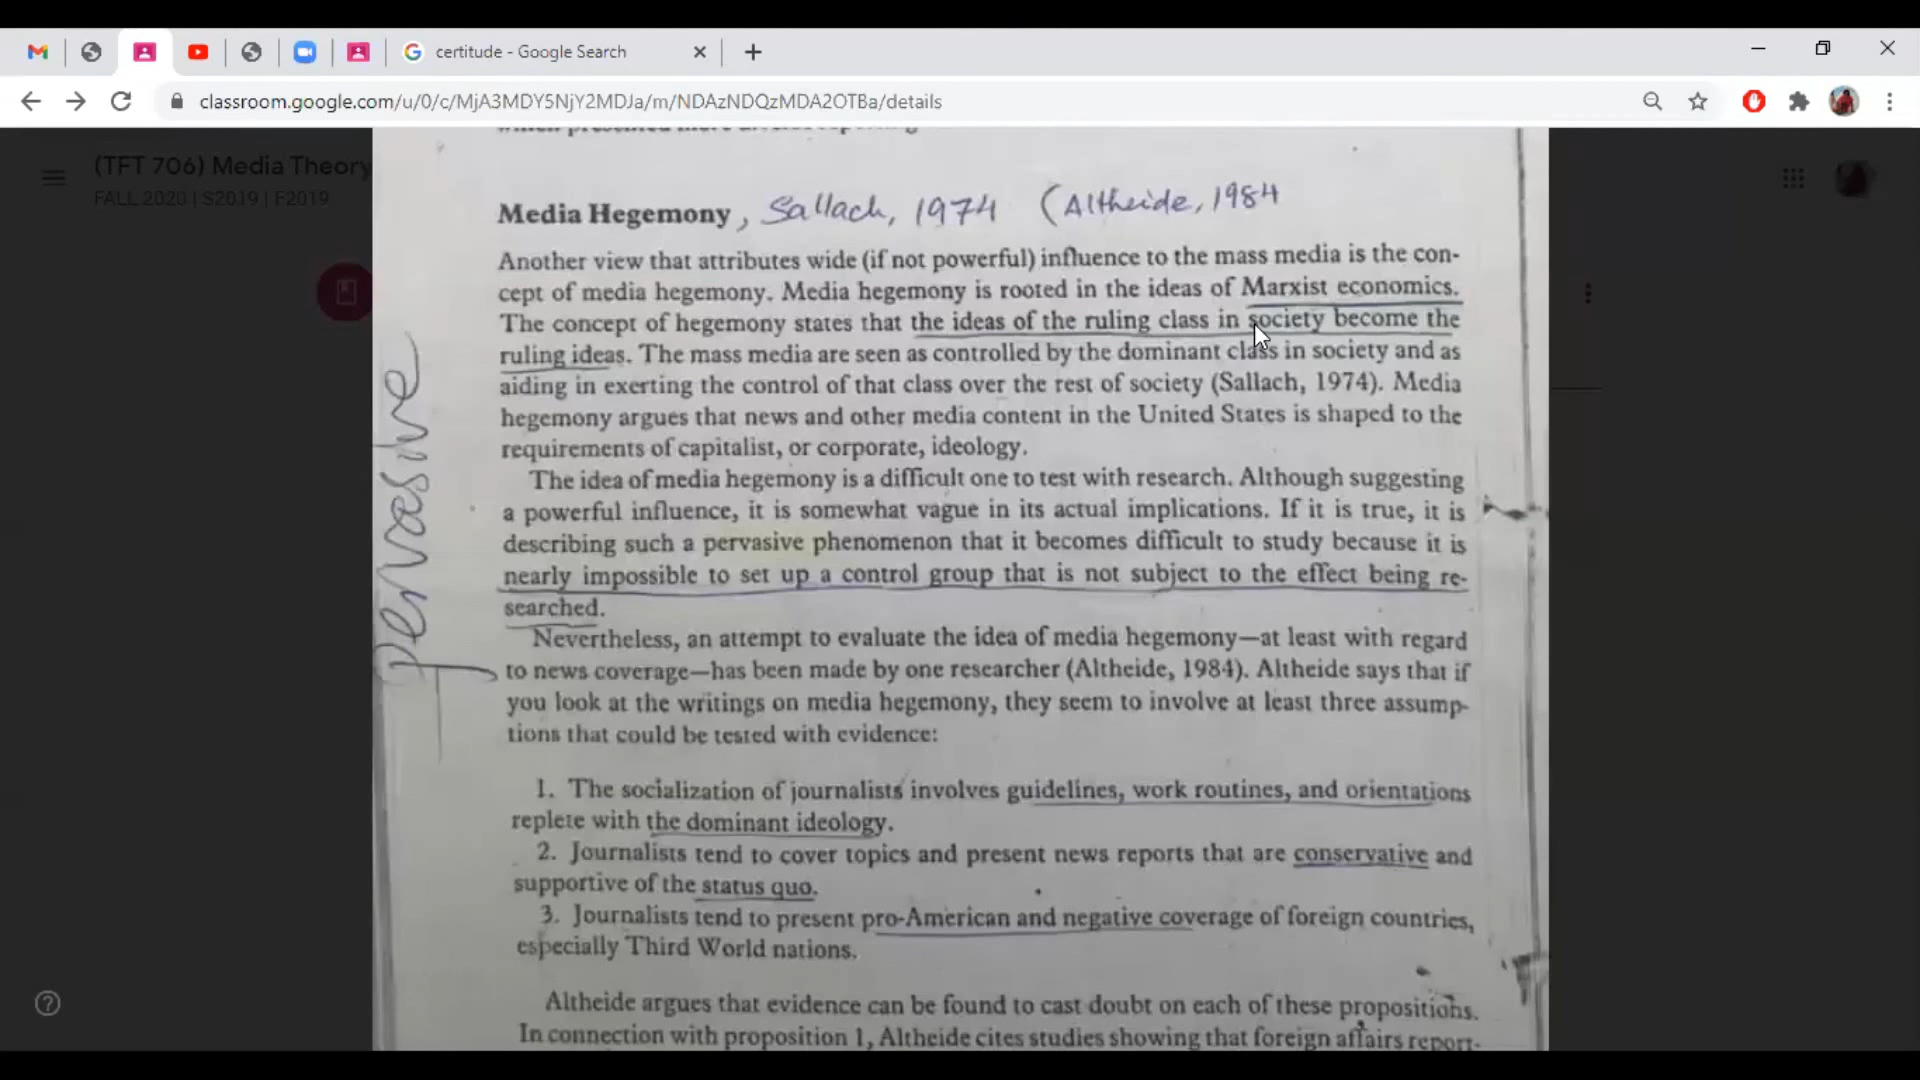 certitude - Google Search
classroom.google.com/u/0/c/MjA3MDY5NjY2MDJa/m/NDAzNDQzMDA2OTBa/details
(TFT 706) Media Theory
FALL 2020 | S2019 | F2019
which presented more diverse reporting
Media Hegemony, Sallach, 1974 (Altheide, 1984
Another view that attributes wide (if not powerful) influence to the mass media is the con-
cept of media hegemony. Media hegemony is rooted in the ideas of Marxist economics.
The concept of hegemony states that the ideas of the ruling class in society become the
ruling ideas. The mass media are seen as controlled by the dominant class in society and as
aiding in exerting the control of that class over the rest of society (Sallach, 1974). Media
hegemony argues that news and other media content in the United States is shaped to the
requirements of capitalist, or corporate, ideology.
The idea of media hegemony is a difficult one to test with research. Although suggesting
a powerful influence, it is somewhat vague in its actual implications. If it is true, it is
describing such a pervasive phenomenon that it becomes difficult to study because it is
nearly impossible to set up a control group that is not subject to the effect being re-
searched.
Pervasive
Nevertheless, an attempt to evaluate the idea of media hegemony—at least with regard
to news coverage—has been made by one researcher (Altheide, 1984). Altheide says that if
you look at the writings on media hegemony, they seem to involve at least three assump-
tions that could be tested with evidence:
1. The socialization of journalists involves guidelines, work routines, and orientations
replete with the dominant ideology.
2. Journalists tend to cover topics and present news reports that are conservative and
supportive of the status quo.
3. Journalists tend to present pro-American and negative coverage of foreign countries,
especially Third World nations.
Altheide argues that evidence can be found to cast doubt on each of these propositions.
In connection with proposition 1, Altheide cites studies showing that foreign affairs report-